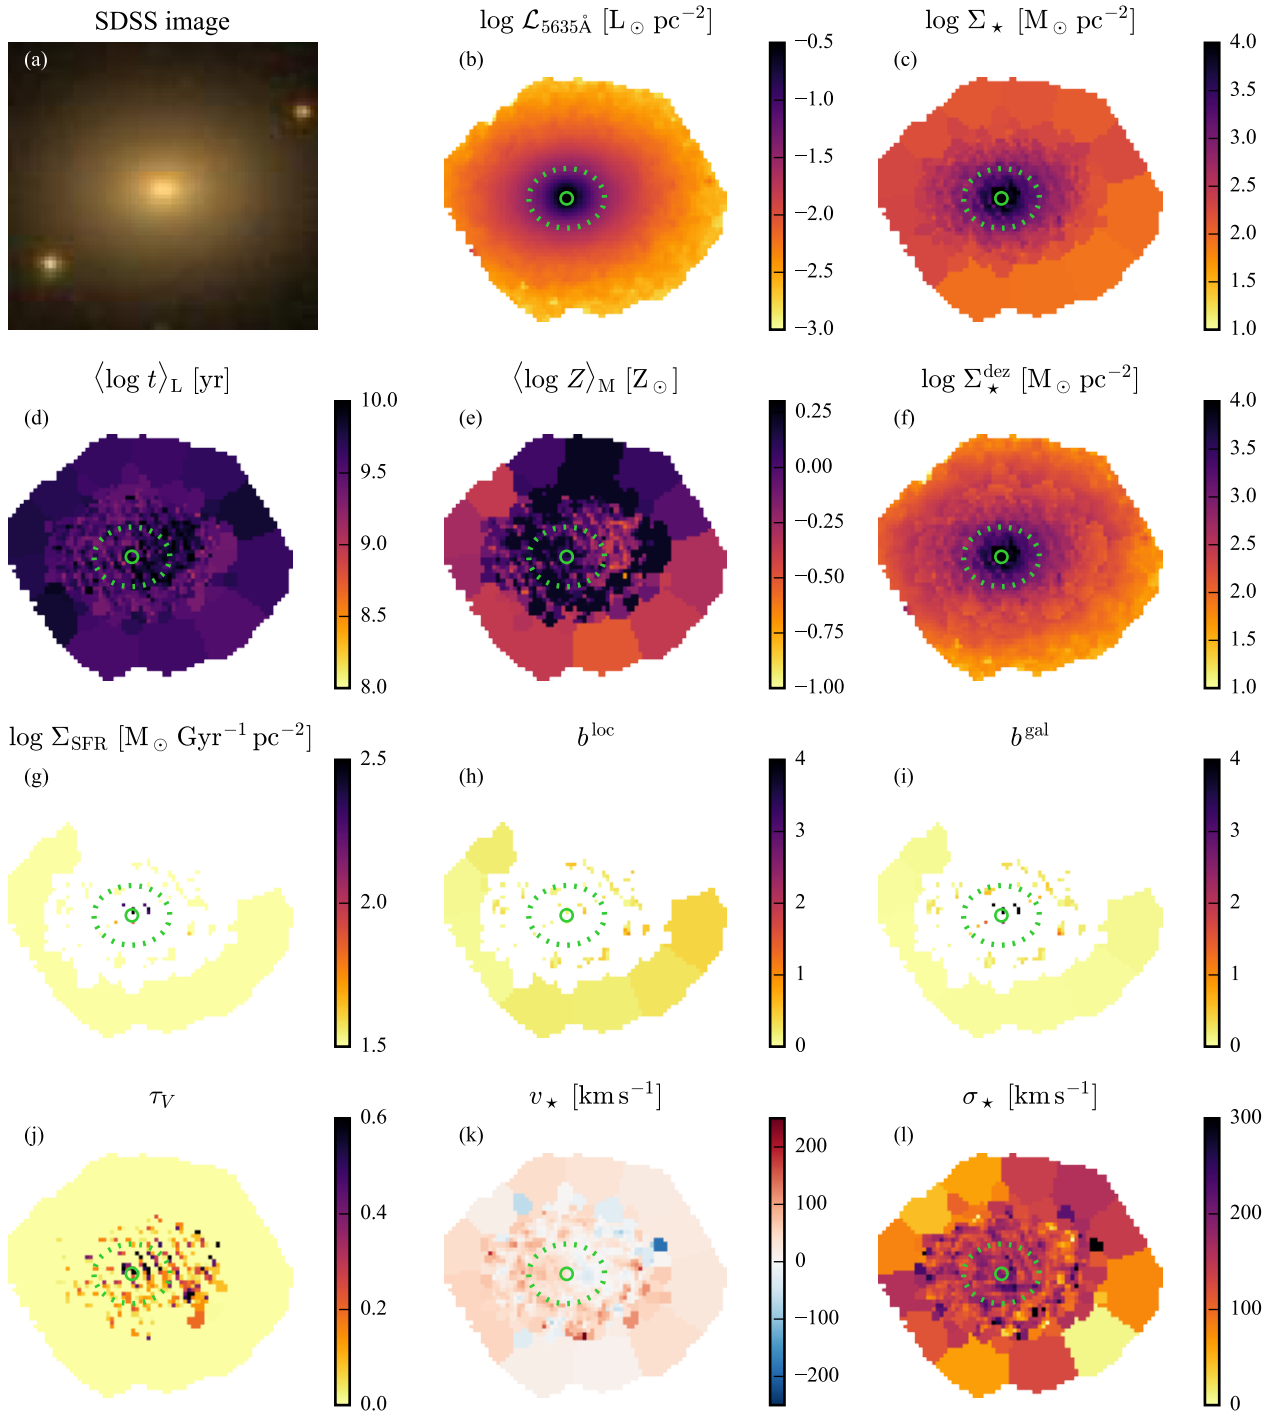 SDSS image
log ℒ₅₆₃₅Å [L⊙ pc⁻²]
log Σ⋆ [M⊙ pc⁻²]
(a)
(b)
−0.5
−1.0
−1.5
−2.0
−2.5
−3.0
(c)
4.0
3.5
3.0
2.5
2.0
1.5
1.0
⟨log t⟩L [yr]
⟨log Z⟩M [Z⊙]
log Σ⋆ᵈᵉᶻ [M⊙ pc⁻²]
(d)
10.0
9.5
9.0
8.5
8.0
(e)
0.25
0.00
−0.25
−0.50
−0.75
−1.00
(f)
4.0
3.5
3.0
2.5
2.0
1.5
1.0
log ΣSFR [M⊙ Gyr⁻¹ pc⁻²]
bˡᵒᶜ
bᵍᵃˡ
(g)
2.5
2.0
1.5
(h)
4
3
2
1
0
(i)
4
3
2
1
0
τV
v⋆ [km s⁻¹]
σ⋆ [km s⁻¹]
(j)
0.6
0.4
0.2
0.0
(k)
200
100
0
−100
−200
(l)
300
200
100
0